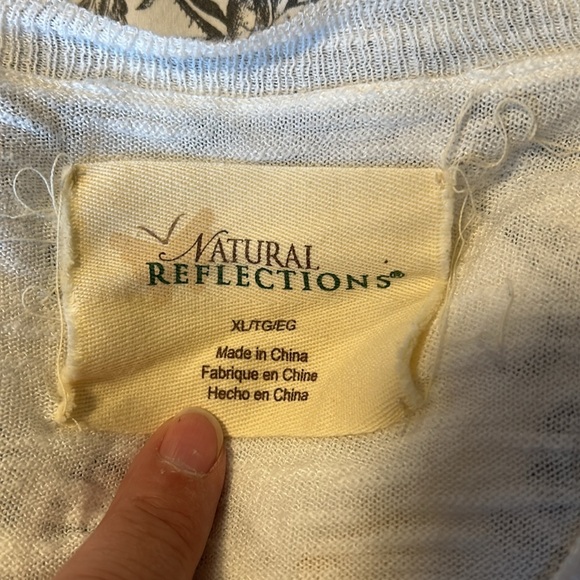 NATURAL
REFLECTIONS®
XL/TG/EG
Made in China
Fabrique en Chine
Hecho en China